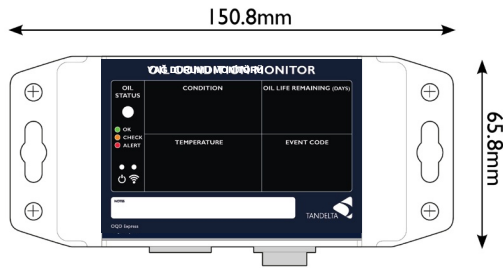 150.8mm
MONITOR
OIL STATUS
CONDITION
OIL LIFE REMAINING (DAYS)
OK
CHECK
ALERT
TEMPERATURE
EVENT CODE
NOTES
TANDELTA
OQD Express
65.8mm